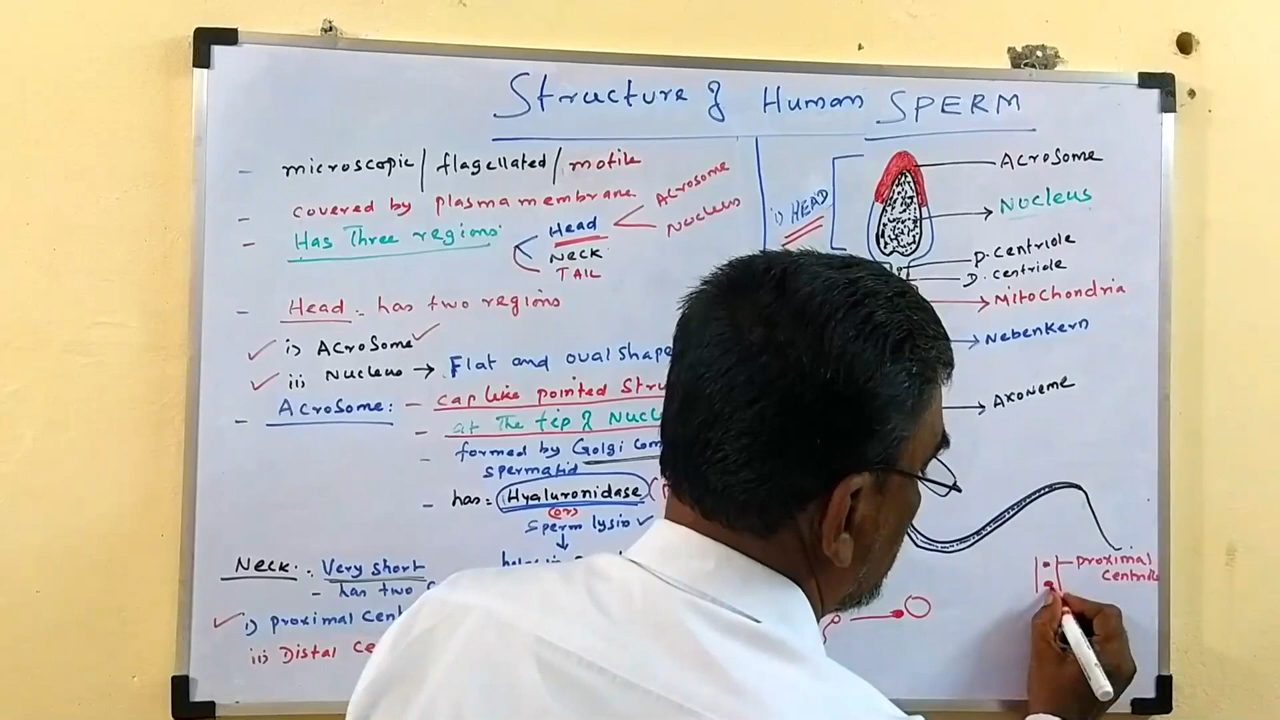 Structure of Human SPERM
- microscopic / flagellated / motile
- covered by plasma membrane
- Has Three regions
Head
Acrosome
Nucleus
NECK
TAIL
- Head : has two regions
i) Acrosome
ii) Nucleus → Flat and oval shape
- Acrosome: - cap like pointed
- at The tip of
- formed by Golgi
spermatid
- has = Hyaluronidase
(or)
sperm lysin
↓
Neck : . Very short
- has two
i) proximal
ii) Distal
i) HEAD
Acrosome
Nucleus
P. Centriole
D. Centriole
Mitochondria
Nebenkern
Axoneme
proximal
Centriole